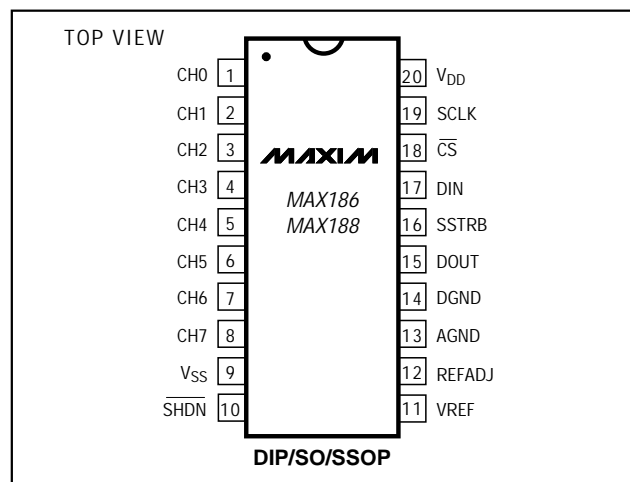 TOP VIEW
CH0 1 20 VDD
CH1 2 19 SCLK
CH2 3 MAXIM 18 C̅S̅
CH3 4 MAX186 17 DIN
CH4 5 MAX188 16 SSTRB
CH5 6 15 DOUT
CH6 7 14 DGND
CH7 8 13 AGND
VSS 9 12 REFADJ
S̅H̅D̅N̅ 10 11 VREF
DIP/SO/SSOP